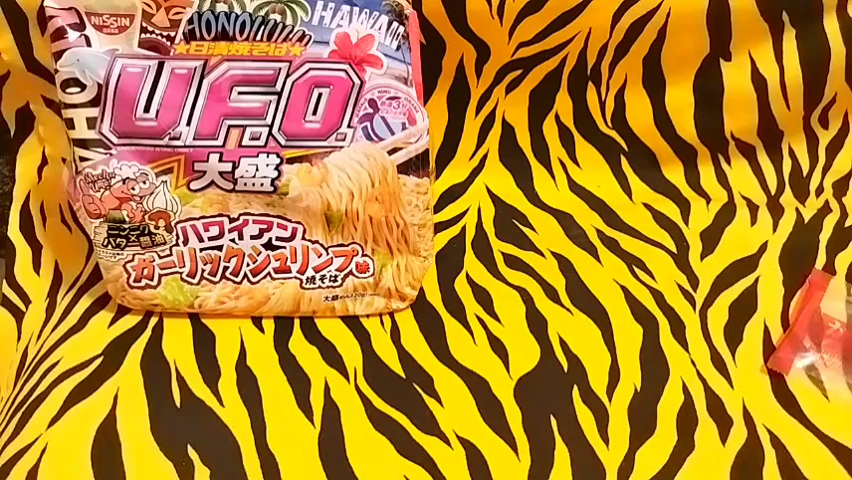 HONOLULU
HAWAII
NISSIN
★日清焼そば★
U.F.O.
大盛
ニンニク
バター×醤油
ハワイアン
ガーリックシュリンプ味
焼そば